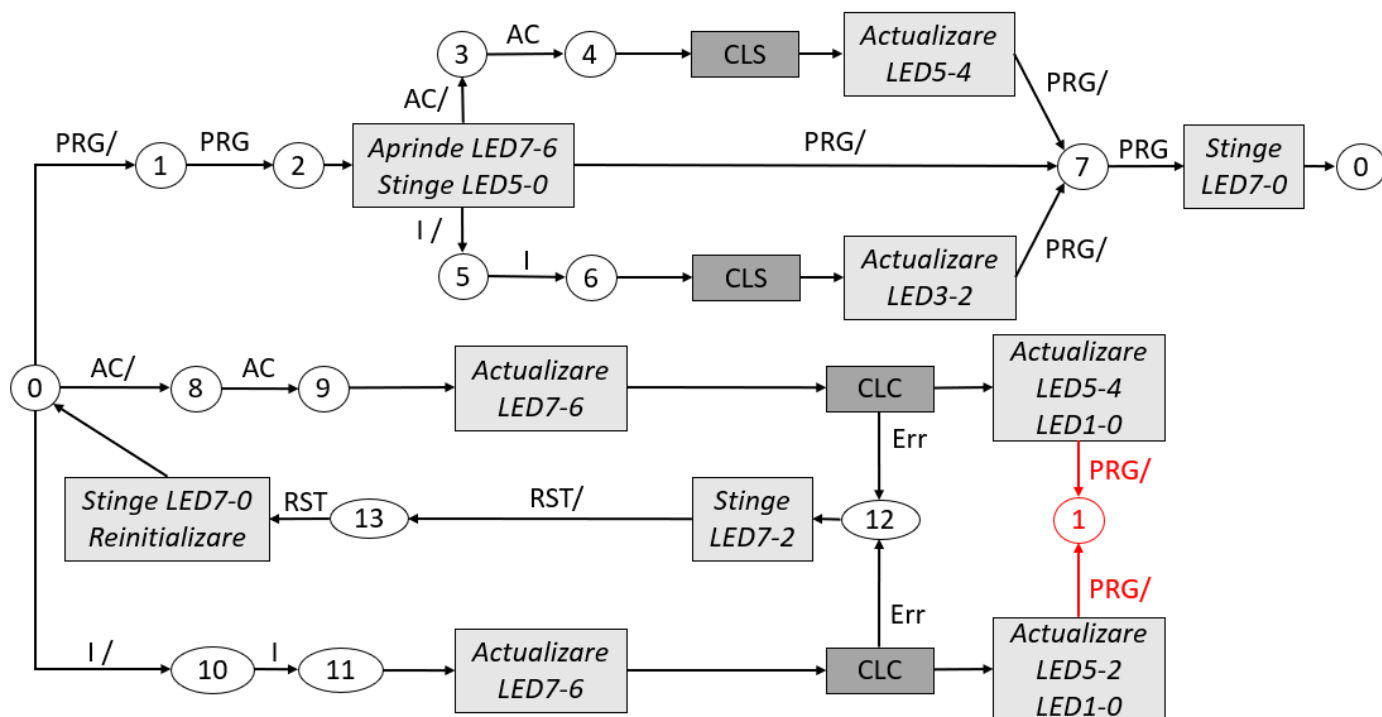 AC
3
4
CLS
Actualizare
LED5-4
AC/
PRG/
PRG/
1
PRG
2
Aprinde LED7-6
Stinge LED5-0
PRG/
7
PRG
Stinge
LED7-0
0
I /
5
I
6
CLS
Actualizare
LED3-2
PRG/
0
AC/
8
AC
9
Actualizare
LED7-6
CLC
Actualizare
LED5-4
LED1-0
Err
PRG/
Stinge LED7-0
Reinitializare
RST
13
RST/
Stinge
LED7-2
12
1
Err
PRG/
I /
10
I
11
Actualizare
LED7-6
CLC
Actualizare
LED5-2
LED1-0